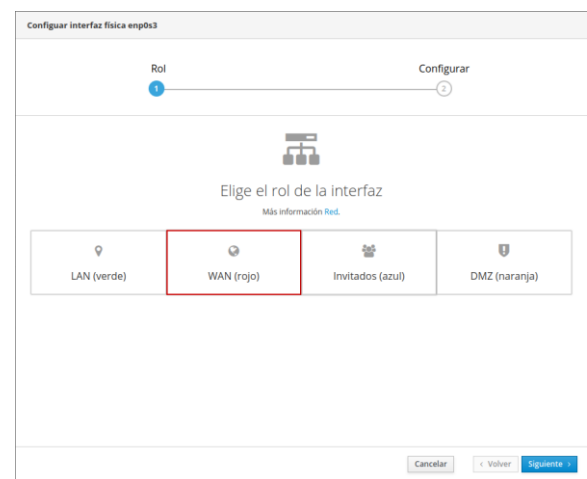 Configuar interfaz física enp0s3
Rol
Configurar
1
2
Elige el rol de la interfaz
Más información Red.
LAN (verde)
WAN (rojo)
Invitados (azul)
DMZ (naranja)
Cancelar
‹ Volver
Siguiente ›